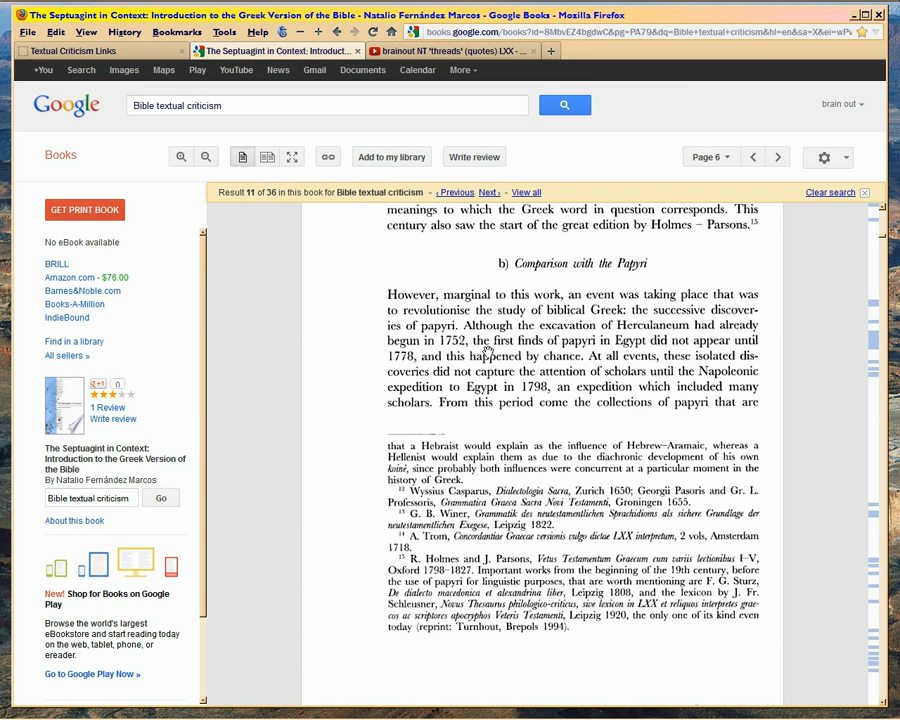 The Septuagint in Context: Introduction to the Greek Version of the Bible - Natalio Fernández Marcos - Google Books - Mozilla Firefox
File Edit View History Bookmarks Tools Help
books.google.com/books?id=8MbvEZ4bgdwC&pg=PA79&dq=Bible+textual+criticism&hl=en&sa=X&ei=wPv
Textual Criticism Links
The Septuagint in Context: Introduct...
brainout NT 'threads' (quotes) LXX - ...
+You Search Images Maps Play YouTube News Gmail Documents Calendar More
Google
Bible textual criticism
brain out
Books
Add to my library
Write review
Page 6
Result 11 of 36 in this book for Bible textual criticism - ‹ Previous Next › - View all
Clear search
GET PRINT BOOK
No eBook available
BRILL
Amazon.com - $76.00
Barnes&Noble.com
Books-A-Million
IndieBound
Find in a library
All sellers »
+1
0
1 Review
Write review
The Septuagint in Context:
Introduction to the Greek Version of
the Bible
By Natalio Fernández Marcos
Bible textual criticism
Go
About this book
New! Shop for Books on Google
Play
Browse the world's largest
eBookstore and start reading today
on the web, tablet, phone, or
ereader.
Go to Google Play Now »
meanings to which the Greek word in question corresponds. This
century also saw the start of the great edition by Holmes – Parsons.15
b) Comparison with the Papyri
However, marginal to this work, an event was taking place that was
to revolutionise the study of biblical Greek: the successive discover-
ies of papyri. Although the excavation of Herculaneum had already
begun in 1752, the first finds of papyri in Egypt did not appear until
1778, and this happened by chance. At all events, these isolated dis-
coveries did not capture the attention of scholars until the Napoleonic
expedition to Egypt in 1798, an expedition which included many
scholars. From this period come the collections of papyri that are
that a Hebraist would explain as the influence of Hebrew–Aramaic, whereas a
Hellenist would explain them as due to the diachronic development of his own
koiné, since probably both influences were concurrent at a particular moment in the
history of Greek.
12 Wyssius Casparus, Dialectologia Sacra, Zurich 1650; Georgii Pasoris and Gr. L.
Professoris, Grammatica Graeca Sacra Novi Testamenti, Groningen 1655.
13 G. B. Winer, Grammatik des neutestamentlichen Sprachidioms als sichere Grundlage der
neutestamentlichen Exegese, Leipzig 1822.
14 A. Trom, Concordantiae Graecae versionis vulgo dictae LXX interpretum, 2 vols, Amsterdam
1718.
15 R. Holmes and J. Parsons, Vetus Testamentum Graecum cum variis lectionibus I–V,
Oxford 1798–1827. Important works from the beginning of the 19th century, before
the use of papyri for linguistic purposes, that are worth mentioning are F. G. Sturz,
De dialecto macedonica et alexandrina liber, Leipzig 1808, and the lexicon by J. Fr.
Schleusner, Novus Thesaurus philologico-criticus, sive lexicon in LXX et reliquos interpretes grae-
cos ac scriptores apocryphos Veteris Testamenti, Leipzig 1920, the only one of its kind even
today (reprint: Turnhout, Brepols 1994).